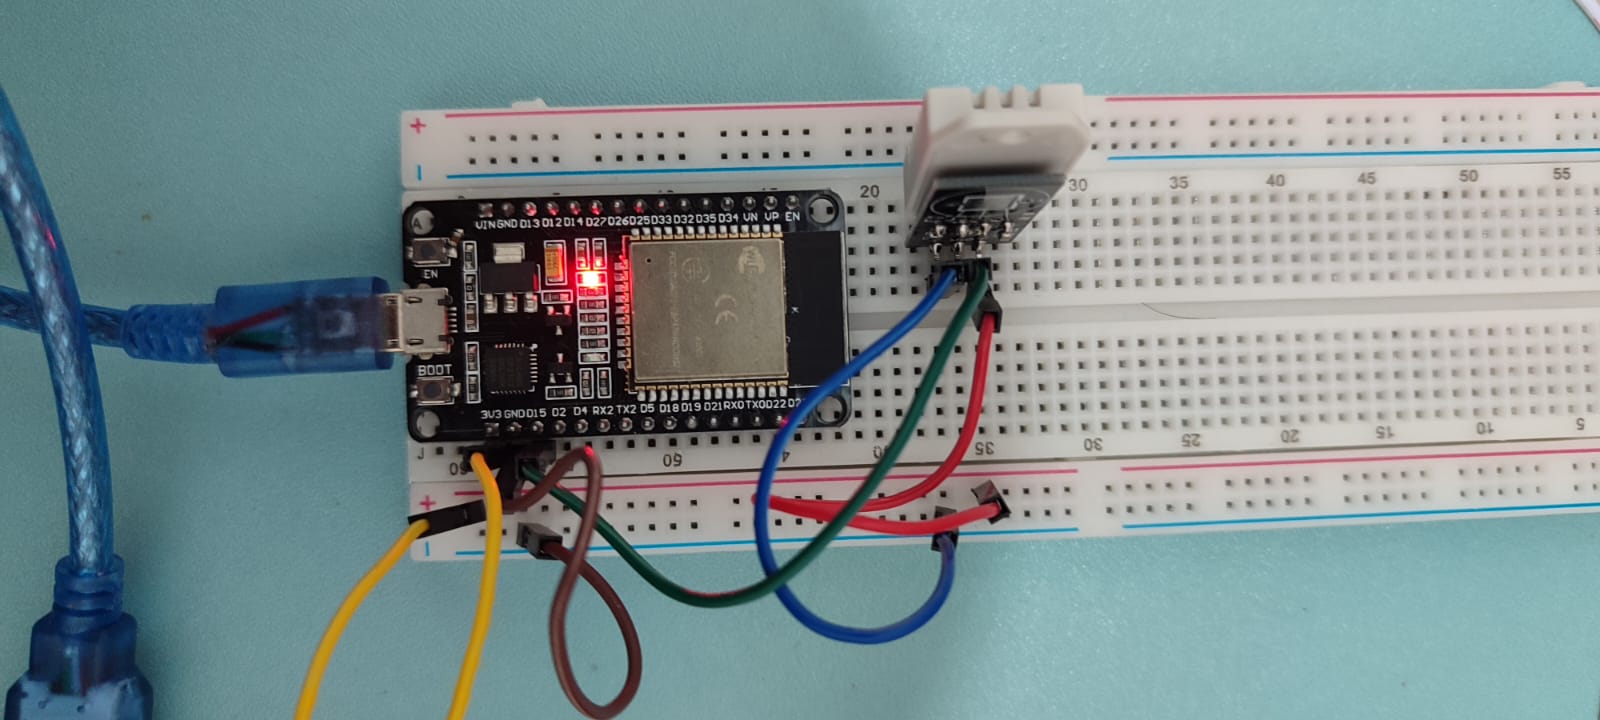 +
−
20
30
35
40
45
50
55
A
VIN GND D13 D12 D14 D27 D26 D25 D33 D32 D35 D34 VN VP EN
EN
CE
BOOT
3V3 GND D15 D2 D4 RX2 TX2 D5 D18 D19 D21 RX0 TX0 D22
J
60
50
35
30
25
20
15
10
5
+
−